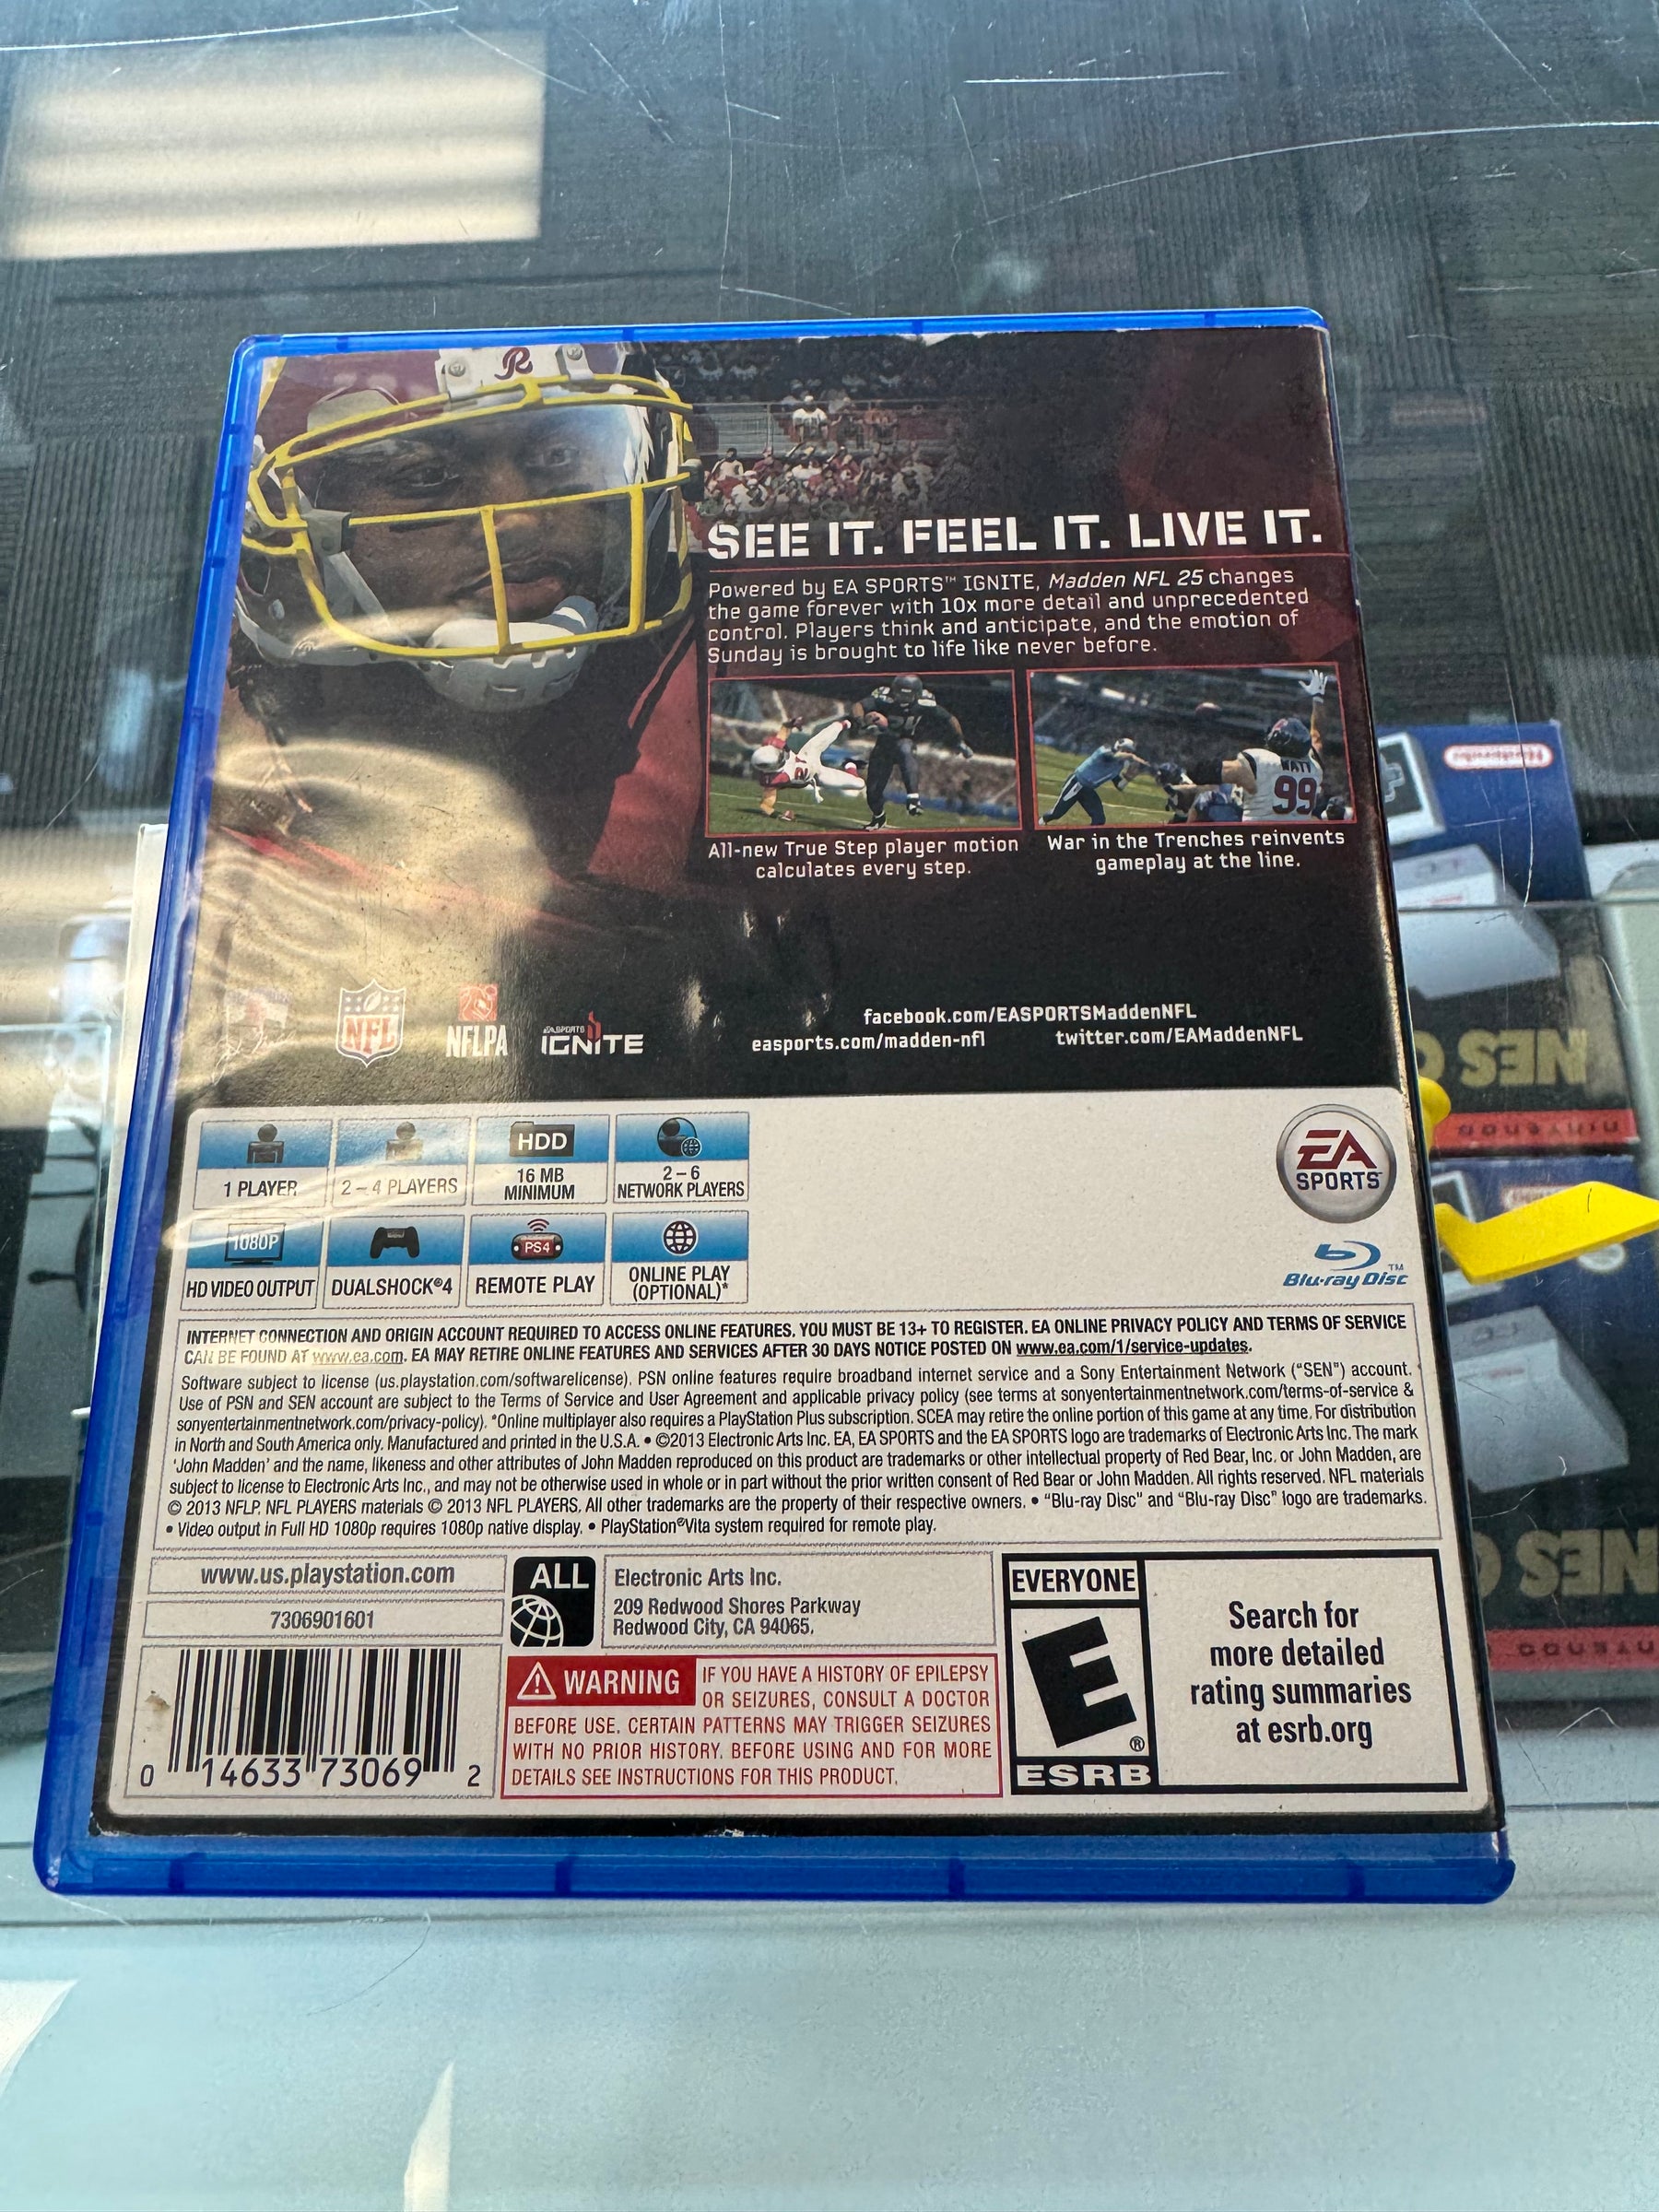 R
SEE IT. FEEL IT. LIVE IT.
Powered by EA SPORTS™ IGNITE, Madden NFL 25 changes
the game forever with 10x more detail and unprecedented
control. Players think and anticipate, and the emotion of
Sunday is brought to life like never before.
21
WATT
99
All-new True Step player motion
calculates every step.
War in the Trenches reinvents
gameplay at the line.
NFL
NFLPA
EA SPORTS
IGNITE
facebook.com/EASPORTSMaddenNFL
easports.com/madden-nfl
twitter.com/EAMaddenNFL
1 PLAYER
2 – 4 PLAYERS
HDD
16 MB
MINIMUM
2 – 6
NETWORK PLAYERS
1080P
HD VIDEO OUTPUT
DUALSHOCK®4
PS4
REMOTE PLAY
ONLINE PLAY
(OPTIONAL)*
EA
SPORTS™
Blu-ray Disc™
INTERNET CONNECTION AND ORIGIN ACCOUNT REQUIRED TO ACCESS ONLINE FEATURES. YOU MUST BE 13+ TO REGISTER. EA ONLINE PRIVACY POLICY AND TERMS OF SERVICE
CAN BE FOUND AT www.ea.com. EA MAY RETIRE ONLINE FEATURES AND SERVICES AFTER 30 DAYS NOTICE POSTED ON www.ea.com/1/service-updates.
Software subject to license (us.playstation.com/softwarelicense). PSN online features require broadband internet service and a Sony Entertainment Network (“SEN”) account.
Use of PSN and SEN account are subject to the Terms of Service and User Agreement and applicable privacy policy (see terms at sonyentertainmentnetwork.com/terms-of-service &
sonyentertainmentnetwork.com/privacy-policy). *Online multiplayer also requires a PlayStation Plus subscription. SCEA may retire the online portion of this game at any time. For distribution
in North and South America only. Manufactured and printed in the U.S.A. • ©2013 Electronic Arts Inc. EA, EA SPORTS and the EA SPORTS logo are trademarks of Electronic Arts Inc. The mark
'John Madden' and the name, likeness and other attributes of John Madden reproduced on this product are trademarks or other intellectual property of Red Bear, Inc. or John Madden, are
subject to license to Electronic Arts Inc., and may not be otherwise used in whole or in part without the prior written consent of Red Bear or John Madden. All rights reserved. NFL materials
© 2013 NFLP. NFL PLAYERS materials © 2013 NFL PLAYERS. All other trademarks are the property of their respective owners. • “Blu-ray Disc” and “Blu-ray Disc” logo are trademarks.
• Video output in Full HD 1080p requires 1080p native display. • PlayStation®Vita system required for remote play.
www.us.playstation.com
7306901601
0 14633 73069 2
ALL
Electronic Arts Inc.
209 Redwood Shores Parkway
Redwood City, CA 94065.
WARNING IF YOU HAVE A HISTORY OF EPILEPSY
OR SEIZURES, CONSULT A DOCTOR
BEFORE USE. CERTAIN PATTERNS MAY TRIGGER SEIZURES
WITH NO PRIOR HISTORY. BEFORE USING AND FOR MORE
DETAILS SEE INSTRUCTIONS FOR THIS PRODUCT.
EVERYONE
E®
ESRB
Search for
more detailed
rating summaries
at esrb.org
Nintendo
NES
Nintendo
NES